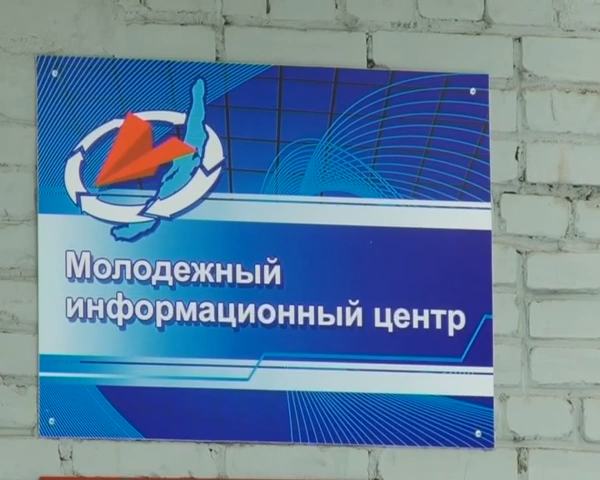 Молодежный
информационный центр